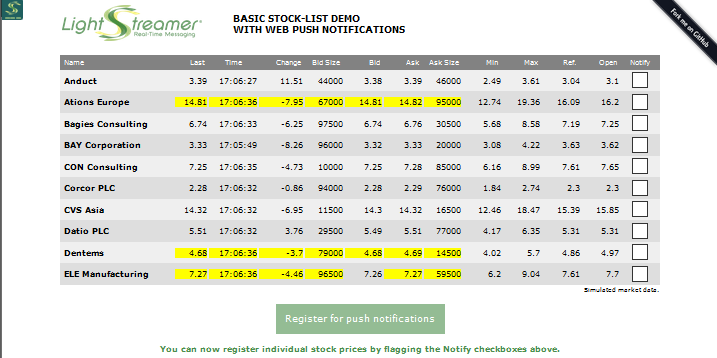 LightStreamer
Real-Time Messaging
BASIC STOCK-LIST DEMO
WITH WEB PUSH NOTIFICATIONS
Fork me on GitHub
Name Last Time Change Bid Size Bid Ask Ask Size Min Max Ref. Open Notify
Anduct 3.39 17:06:27 11.51 44000 3.38 3.39 46000 2.49 3.61 3.04 3.1
Ations Europe 14.81 17:06:36 -7.95 67000 14.81 14.82 95000 12.74 19.36 16.09 16.2
Bagies Consulting 6.74 17:06:33 -6.25 97500 6.74 6.76 30500 5.68 8.58 7.19 7.25
BAY Corporation 3.33 17:05:49 -8.26 96000 3.32 3.33 20000 3.08 4.22 3.63 3.62
CON Consulting 7.25 17:06:35 -4.73 10000 7.25 7.28 85000 6.16 8.99 7.61 7.65
Corcor PLC 2.28 17:06:32 -0.86 94000 2.28 2.29 76000 1.84 2.74 2.3 2.3
CVS Asia 14.32 17:06:32 -6.95 11500 14.3 14.32 16500 12.46 18.47 15.39 15.85
Datio PLC 5.51 17:06:32 3.76 29500 5.49 5.51 77000 4.17 6.35 5.31 5.31
Dentems 4.68 17:06:36 -3.7 79000 4.68 4.69 14500 4.02 5.7 4.86 4.97
ELE Manufacturing 7.27 17:06:36 -4.46 96500 7.26 7.27 59500 6.2 9.04 7.61 7.7
Simulated market data.
Register for push notifications
You can now register individual stock prices by flagging the Notify checkboxes above.